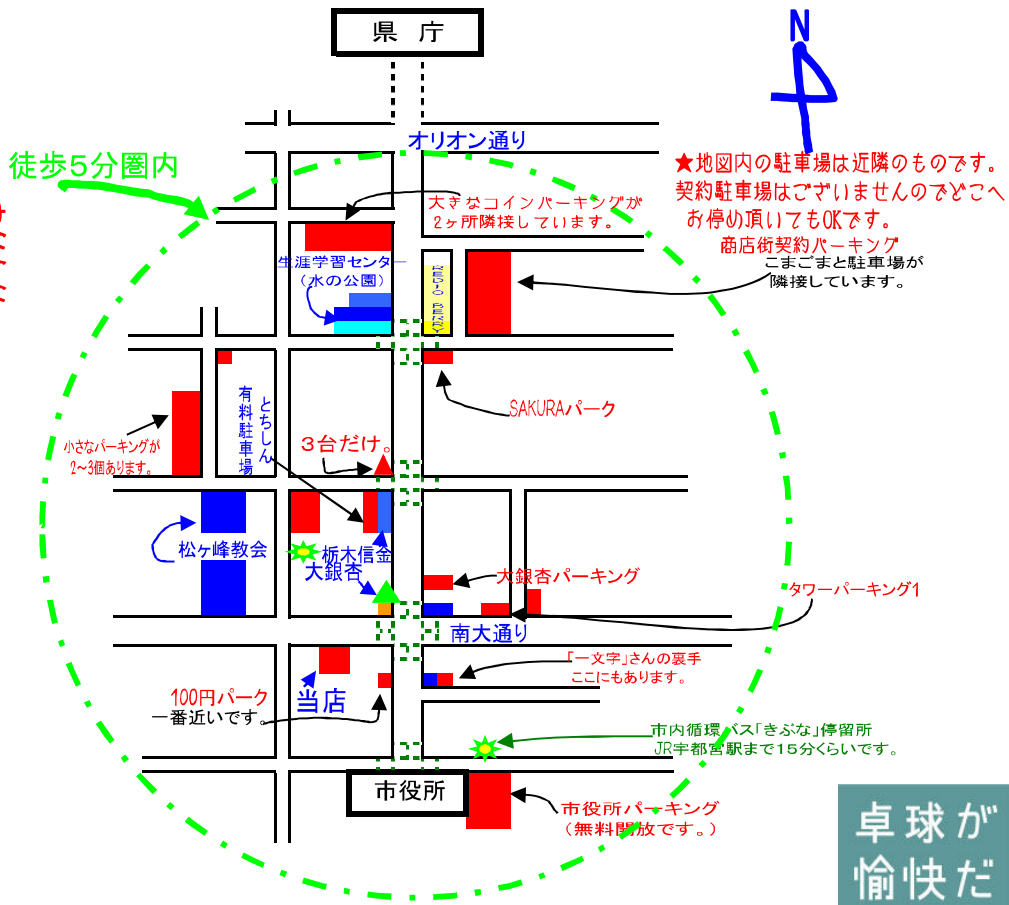 県 庁
N
オリオン通り
徒歩5分圏内
★地図内の駐車場は近隣のものです。
契約駐車場はございませんのでどこへ
お停め頂いてもOKです。
商店街契約パーキング
こまごまと駐車場が
隣接しています。
大きなコインパーキングが
2ヶ所隣接しています。
生涯学習センター
(水の公園)
REDIO BERRY
SAKURAパーク
とちしん
有料駐車場
小さなパーキングが
2~3個あります。
3台だけ。
松ヶ峰教会
栃木信金
大銀杏
大銀杏パーキング
タワーパーキング1
南大通り
「一文字」さんの裏手
ここにもあります。
当店
100円パーク
一番近いです。
市内循環バス「きぶな」停留所
JR宇都宮駅まで15分くらいです。
市役所
市役所パーキング
(無料開放です。)
卓球が
愉快だ